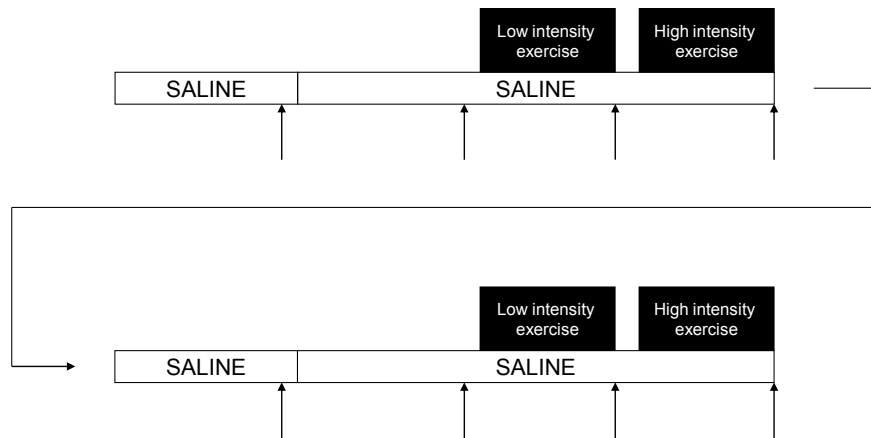 Low intensity
exercise
High intensity
exercise
SALINE
SALINE
Low intensity
exercise
High intensity
exercise
SALINE
SALINE